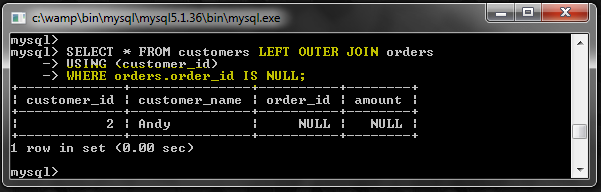 c:\wamp\bin\mysql\mysql5.1.36\bin\mysql.exe
mysql>
mysql> SELECT * FROM customers LEFT OUTER JOIN orders
    -> USING (customer_id)
    -> WHERE orders.order_id IS NULL;
+-------------+---------------+----------+--------+
| customer_id | customer_name | order_id | amount |
+-------------+---------------+----------+--------+
|           2 | Andy          |     NULL |   NULL |
+-------------+---------------+----------+--------+
1 row in set (0.00 sec)
mysql>